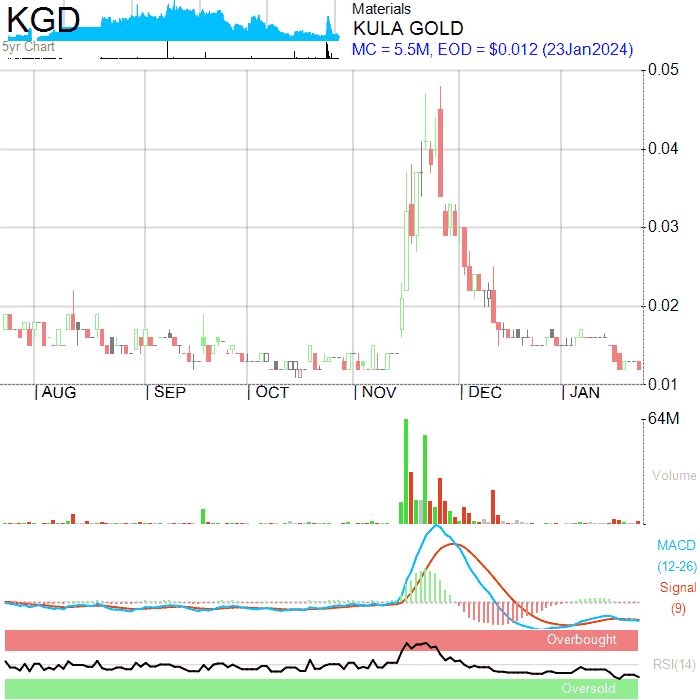 KGD
5yr Chart
Materials
KULA GOLD
MC = 5.5M, EOD = $0.012 (23Jan2024)
0.05
0.04
0.03
0.02
0.01
AUG SEP OCT NOV DEC JAN
64M
Volume
MACD
(12-26)
Signal
(9)
Overbought
RSI(14)
Oversold